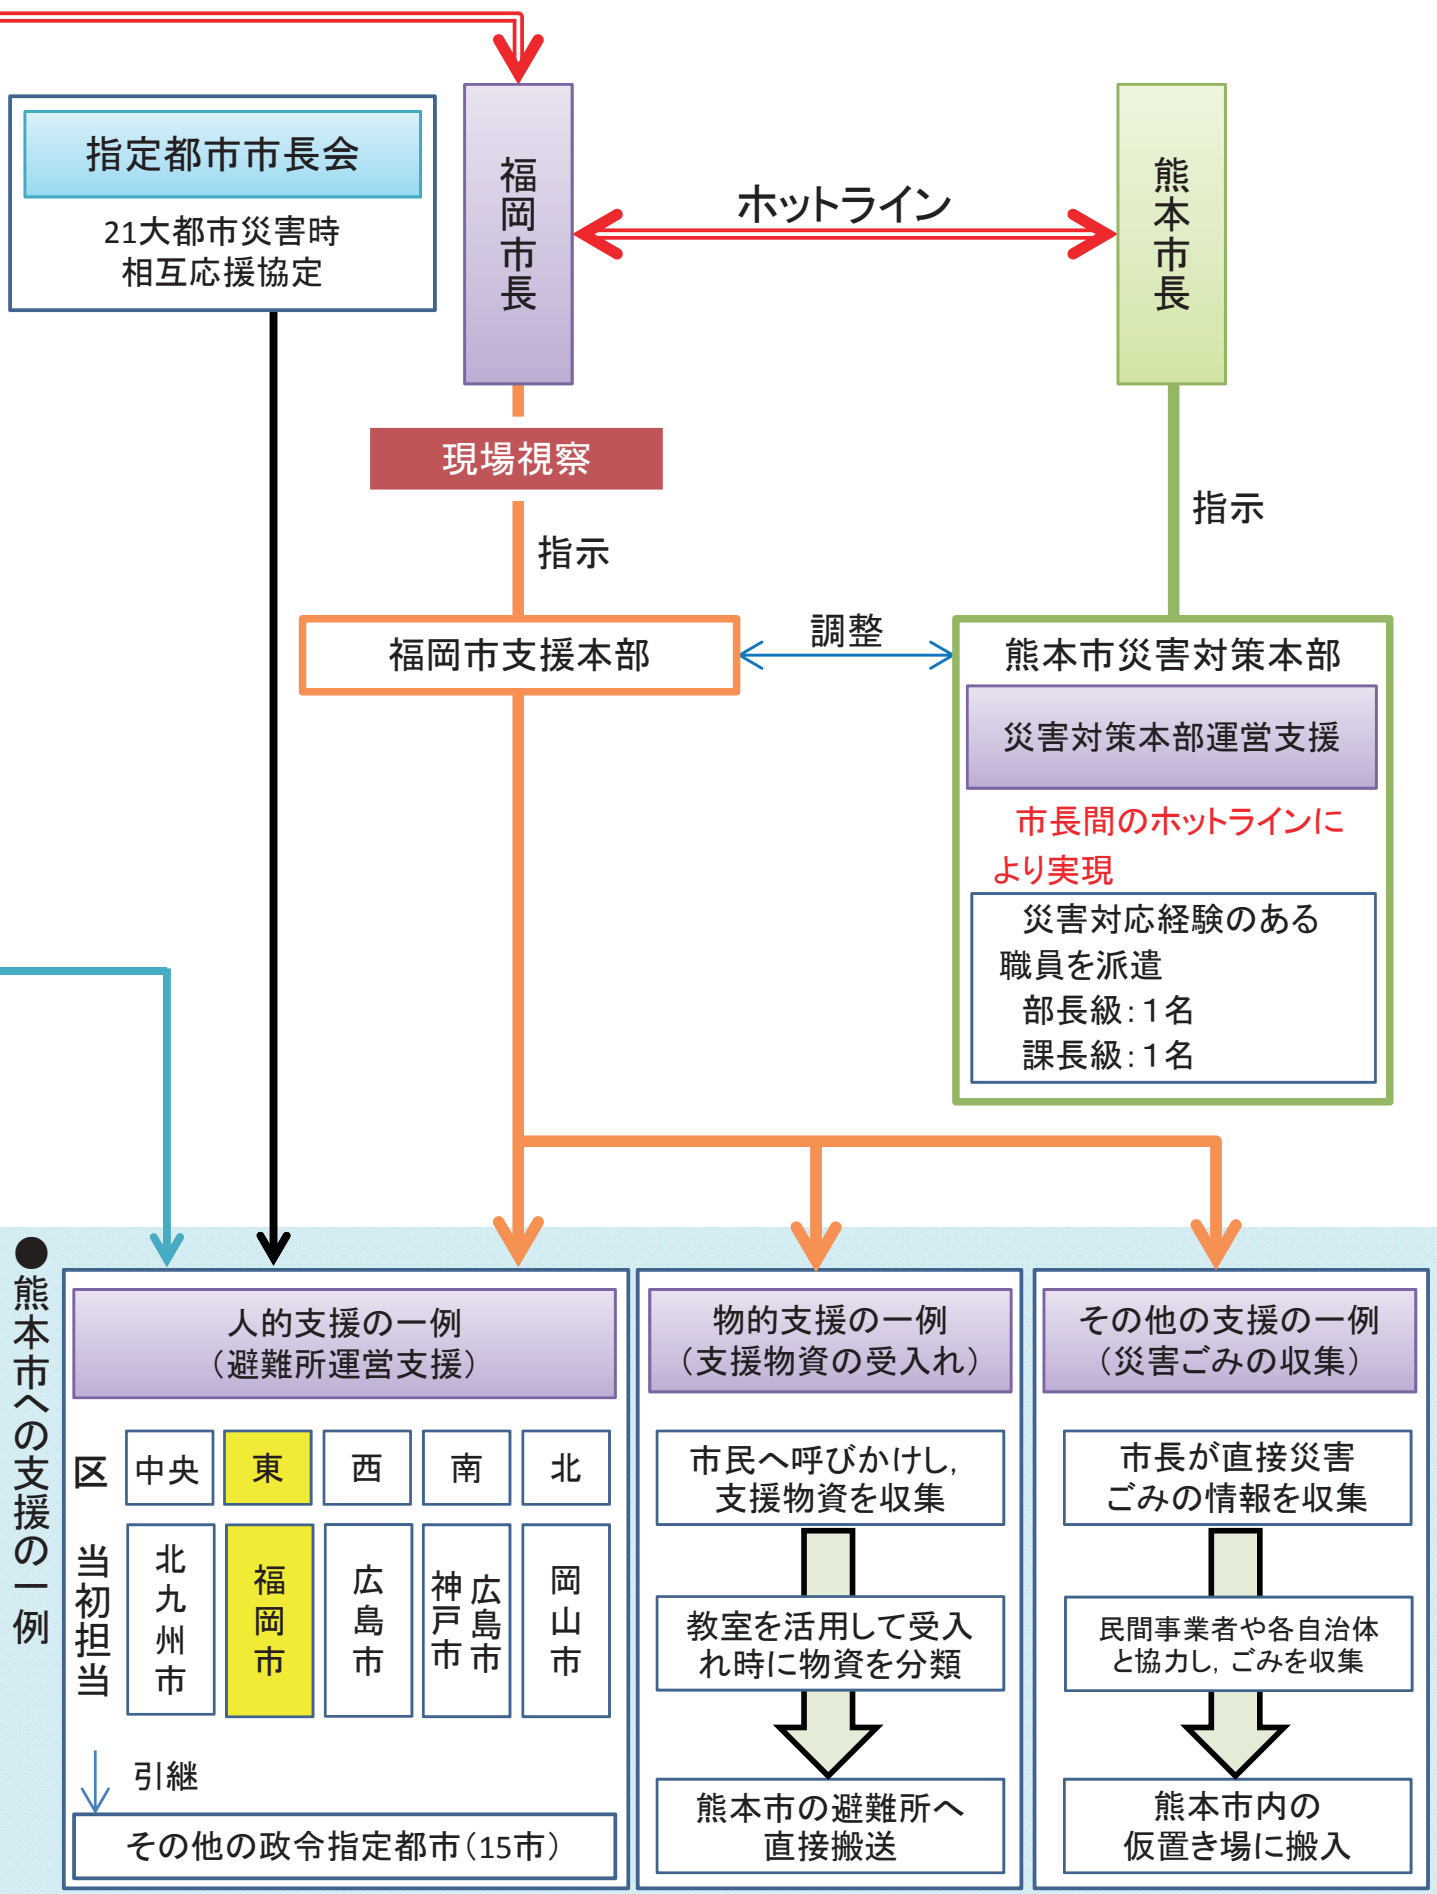 指定都市市長会
21大都市災害時
相互応援協定
福岡市長
ホットライン
熊本市長
現場視察
指示
指示
福岡市支援本部
調整
熊本市災害対策本部
災害対策本部運営支援
市長間のホットラインに
より実現
災害対応経験のある
職員を派遣
部長級：1名
課長級：1名
●熊本市への支援の一例
人的支援の一例
（避難所運営支援）
区
中央
東
西
南
北
当初担当
北九州市
福岡市
広島市
神戸市
広島市
岡山市
引継
その他の政令指定都市（15市）
物的支援の一例
（支援物資の受入れ）
市民へ呼びかけし，
支援物資を収集
教室を活用して受入
れ時に物資を分類
熊本市の避難所へ
直接搬送
その他の支援の一例
（災害ごみの収集）
市長が直接災害
ごみの情報を収集
民間事業者や各自治体
と協力し，ごみを収集
熊本市内の
仮置き場に搬入